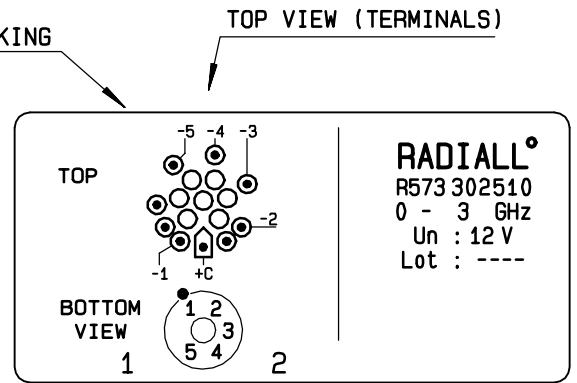 TOP VIEW (TERMINALS)
KING
-5 -4 -3
TOP
-2
-1 +C
BOTTOM
VIEW
1 2
3
5 4
1 2
RADIALL°
R573 302510
0 - 3 GHz
Un : 12 V
Lot : ----